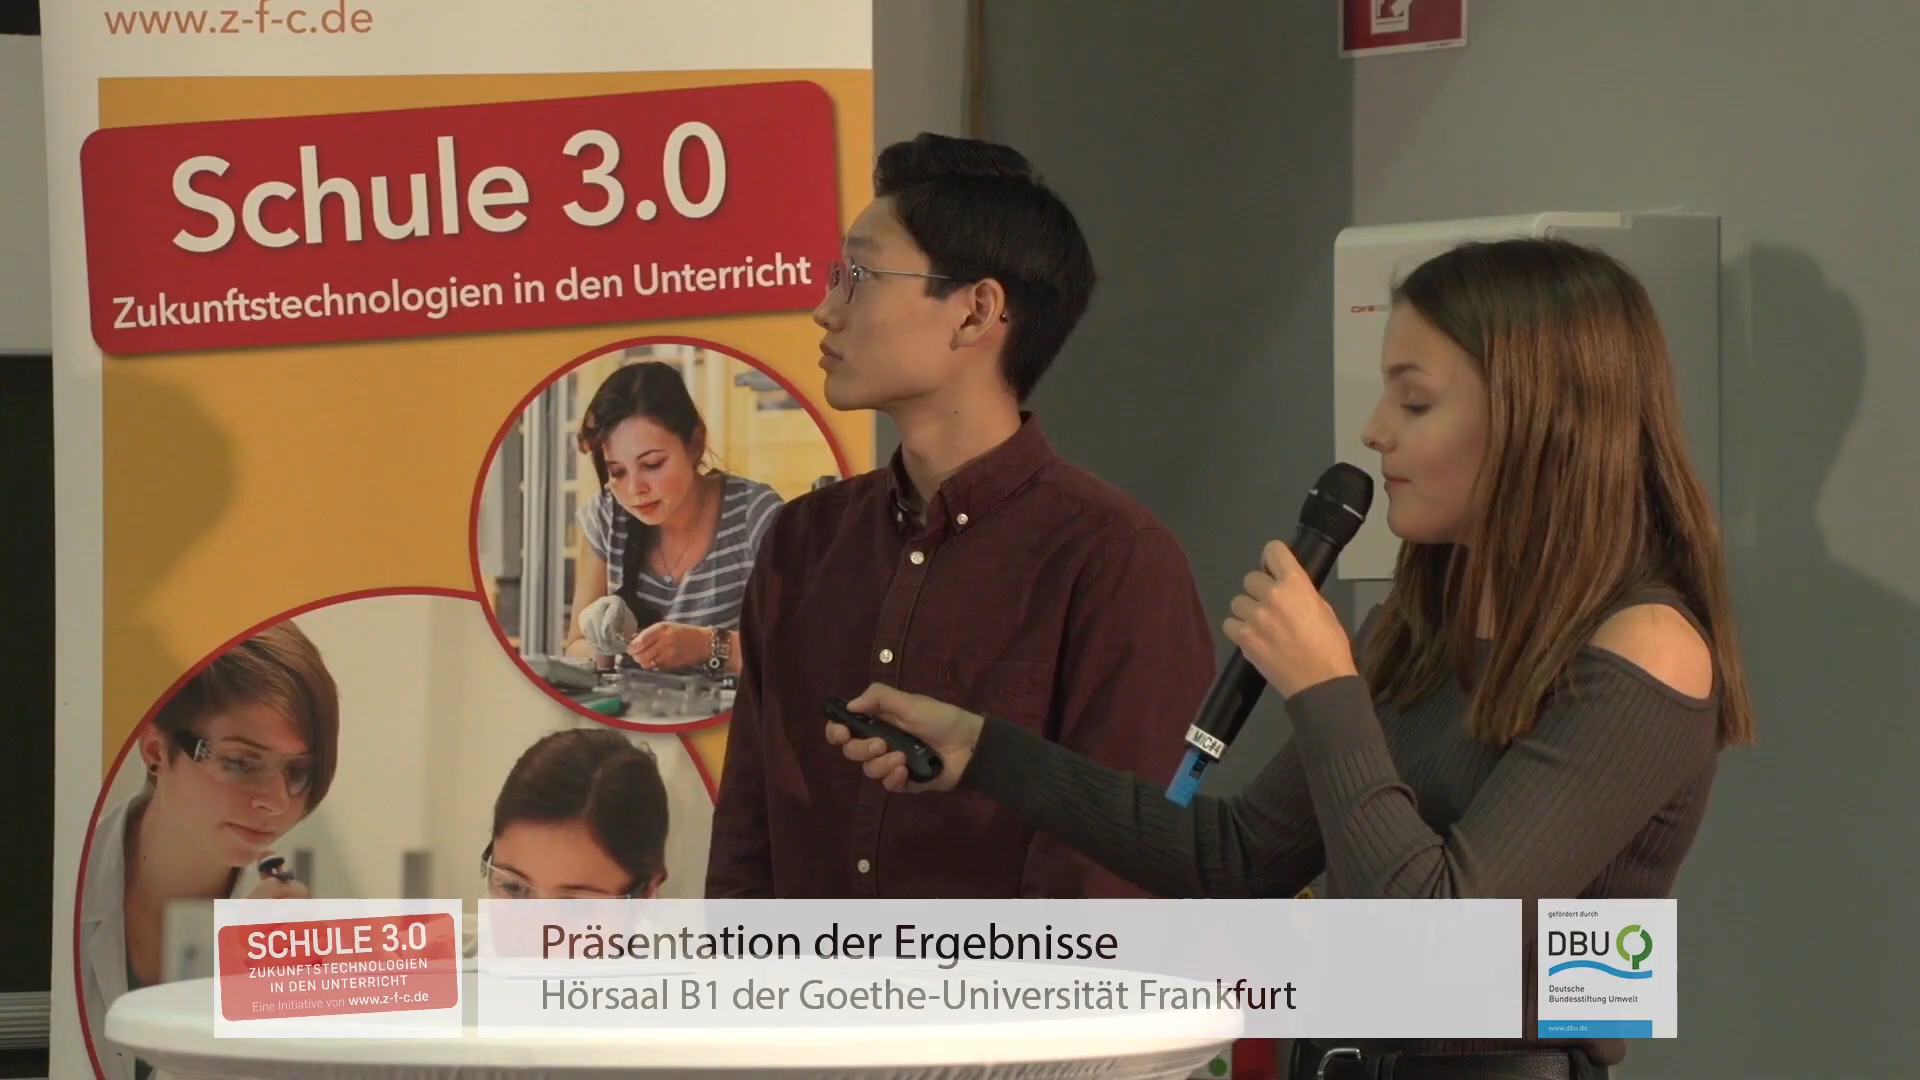 www.z-f-c.de
Schule 3.0
Zukunftstechnologien in den Unterricht
MIC#4
SCHULE 3.0
ZUKUNFTSTECHNOLOGIEN
IN DEN UNTERRICHT
Eine Initiative von www.z-f-c.de
Präsentation der Ergebnisse
Hörsaal B1 der Goethe-Universität Frankfurt
gefördert durch
DBU
Deutsche
Bundesstiftung Umwelt
www.dbu.de